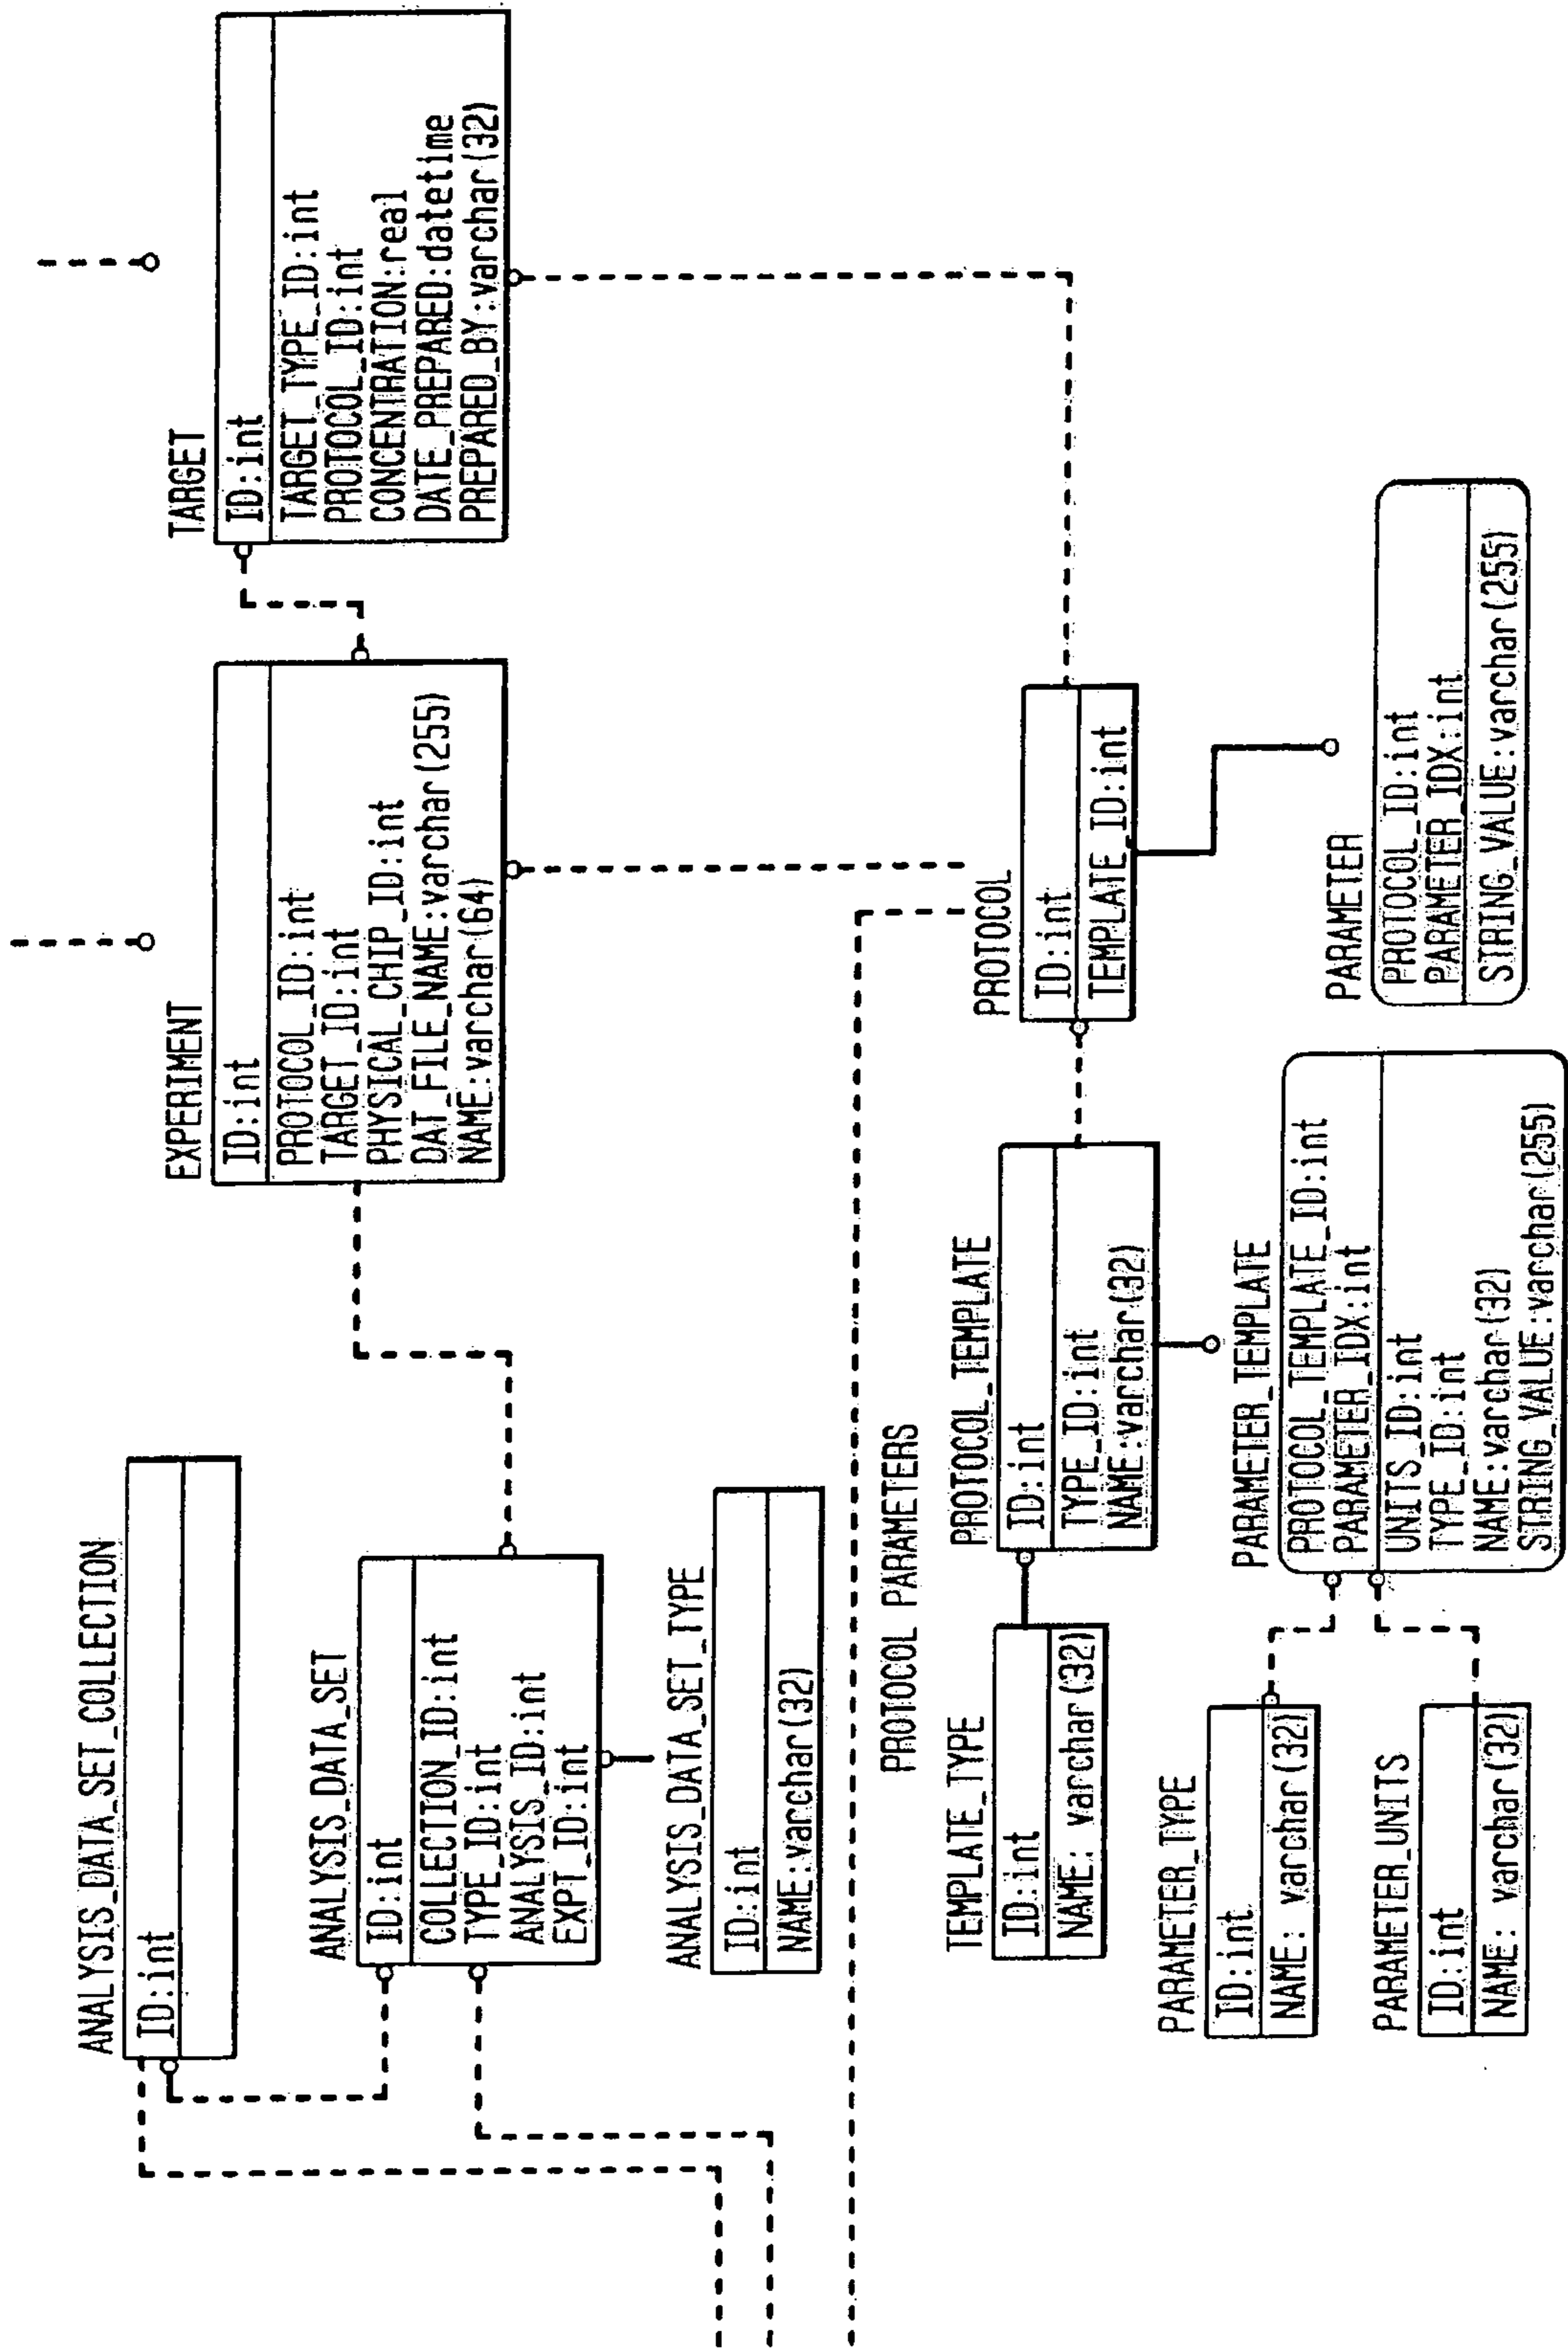 ANALYSIS_DATA_SET_COLLECTION
ID:int
ANALYSIS_DATA_SET
ID:int
COLLECTION_ID:int
TYPE_ID:int
ANALYSIS_ID:int
EXPT_ID:int
ANALYSIS_DATA_SET_TYPE
ID:int
NAME:varchar(32)
EXPERIMENT
ID:int
PROTOCOL_ID:int
TARGET_ID:int
PHYSICAL_CHIP_ID:int
DAT_FILE_NAME:varchar(255)
NAME:varchar(64)
TARGET
ID:int
TARGET_TYPE_ID:int
PROTOCOL_ID:int
CONCENTRATION:real
DATE_PREPARED:datetime
PREPARED_BY:varchar(32)
PROTOCOL PARAMETERS
TEMPLATE_TYPE
ID:int
NAME: varchar(32)
PROTOCOL_TEMPLATE
ID:int
TYPE_ID:int
NAME:varchar(32)
PROTOCOL
ID:int
TEMPLATE_ID:int
PARAMETER_TYPE
ID:int
NAME: varchar(32)
PARAMETER_UNITS
ID:int
NAME: varchar(32)
PARAMETER_TEMPLATE
PROTOCOL_TEMPLATE_ID:int
PARAMETER_IDX:int
UNITS_ID:int
TYPE_ID:int
NAME:varchar(32)
STRING_VALUE:varchar(255)
PARAMETER
PROTOCOL_ID:int
PARAMETER_IDX:int
STRING_VALUE:varchar(255)